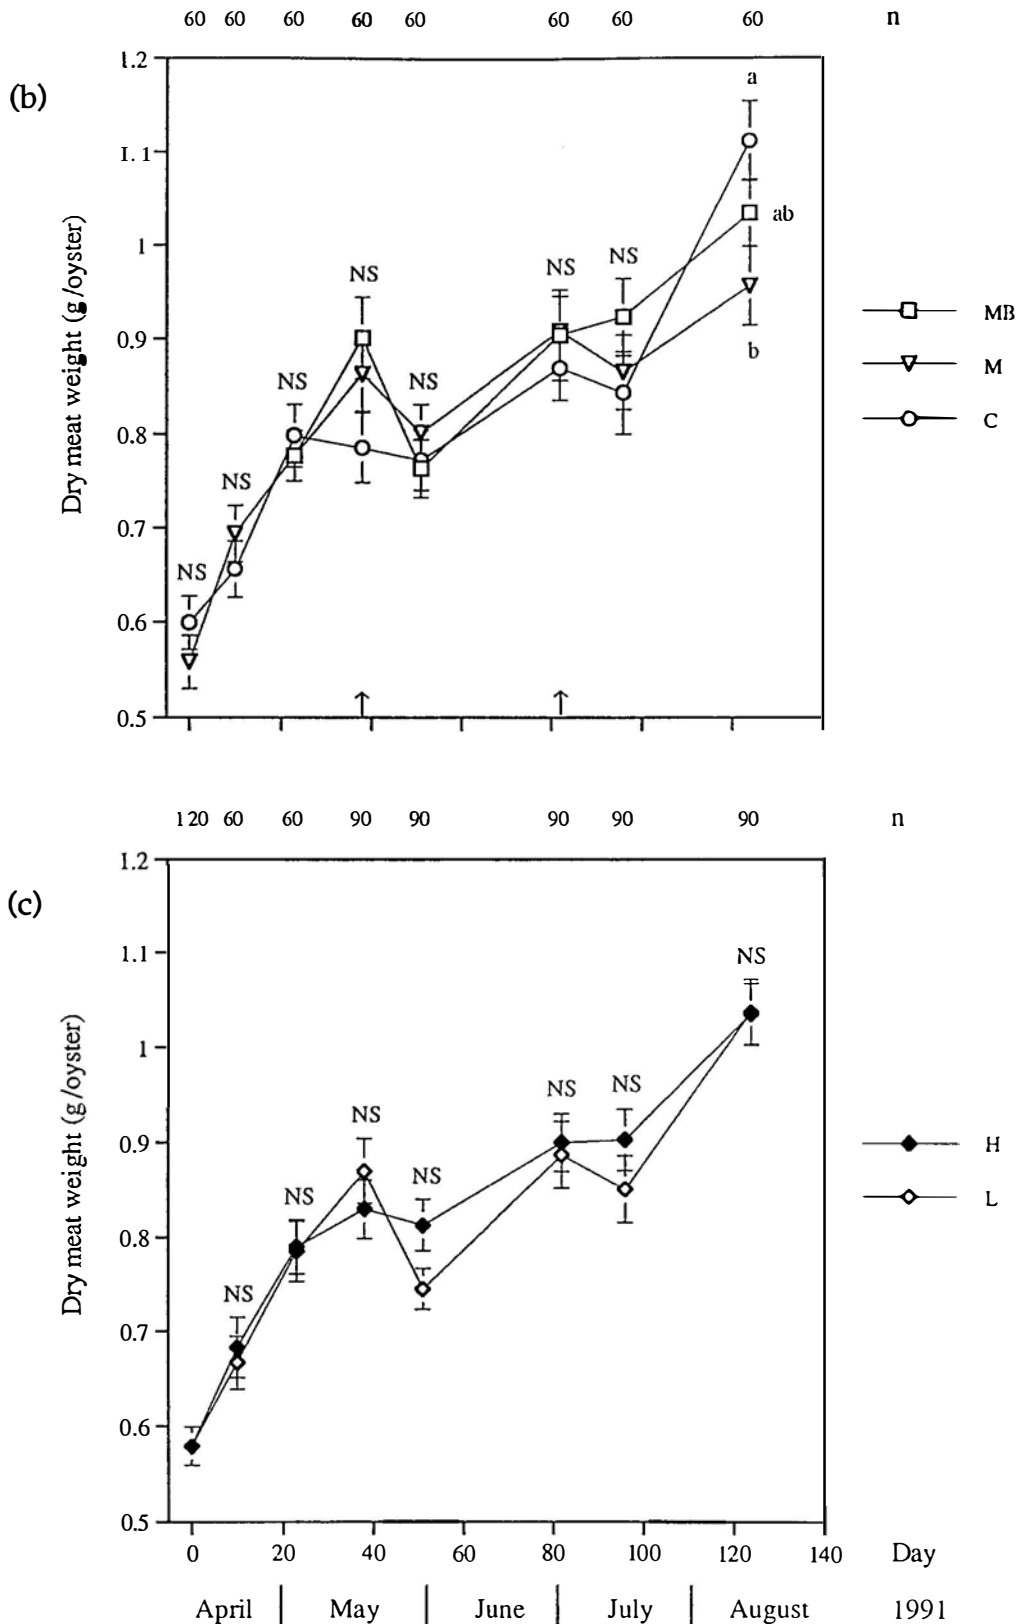 60 60 60 60 60 60 60 60 n
(b)
1.2
1.1
1
0.9
0.8
0.7
0.6
0.5
Dry meat weight (g/oyster)
NS
NS
NS
NS
NS
NS
NS
a
ab
b
MB
M
C
120 60 60 90 90 90 90 90 n
(c)
1.2
1.1
1
0.9
0.8
0.7
0.6
0.5
Dry meat weight (g/oyster)
NS
NS
NS
NS
NS
NS
NS
H
L
0 20 40 60 80 100 120 140 Day
April May June July August 1991